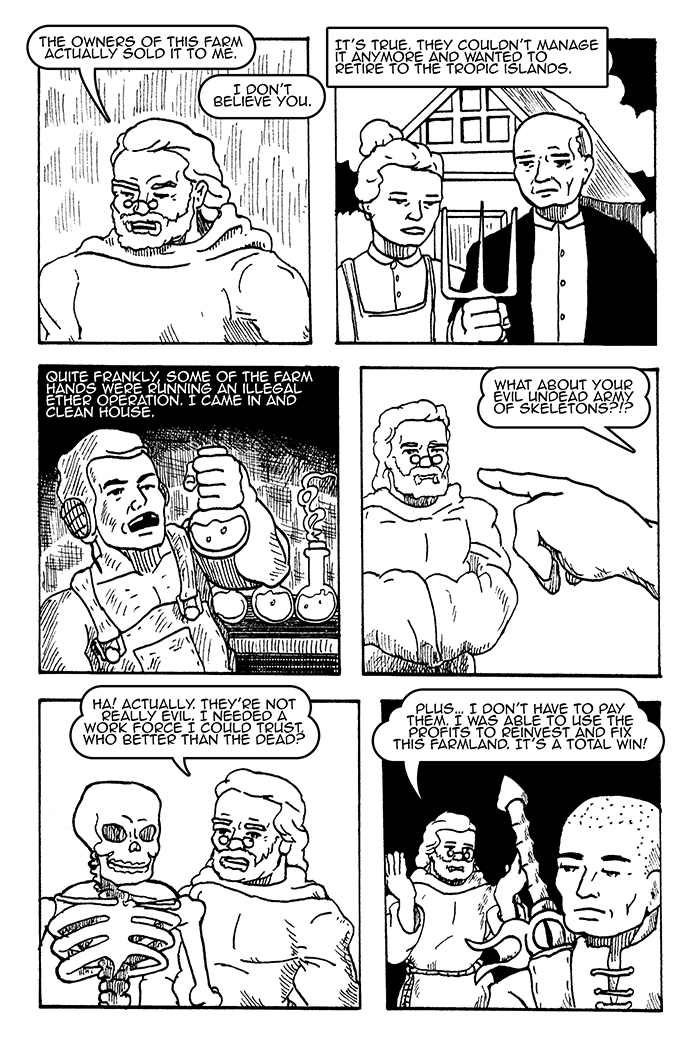 THE OWNERS OF THIS FARM
ACTUALLY SOLD IT TO ME.
I DON'T
BELIEVE YOU.
IT'S TRUE. THEY COULDN'T MANAGE
IT ANYMORE AND WANTED TO
RETIRE TO THE TROPIC ISLANDS.
QUITE FRANKLY, SOME OF THE FARM
HANDS WERE RUNNING AN ILLEGAL
ETHER OPERATION. I CAME IN AND
CLEAN HOUSE.
WHAT ABOUT YOUR
EVIL UNDEAD ARMY
OF SKELETONS?!?
HA! ACTUALLY. THEY'RE NOT
REALLY EVIL. I NEEDED A
WORK FORCE I COULD TRUST.
WHO BETTER THAN THE DEAD?
PLUS... I DON'T HAVE TO PAY
THEM. I WAS ABLE TO USE THE
PROFITS TO REINVEST AND FIX
THIS FARMLAND. IT'S A TOTAL WIN!